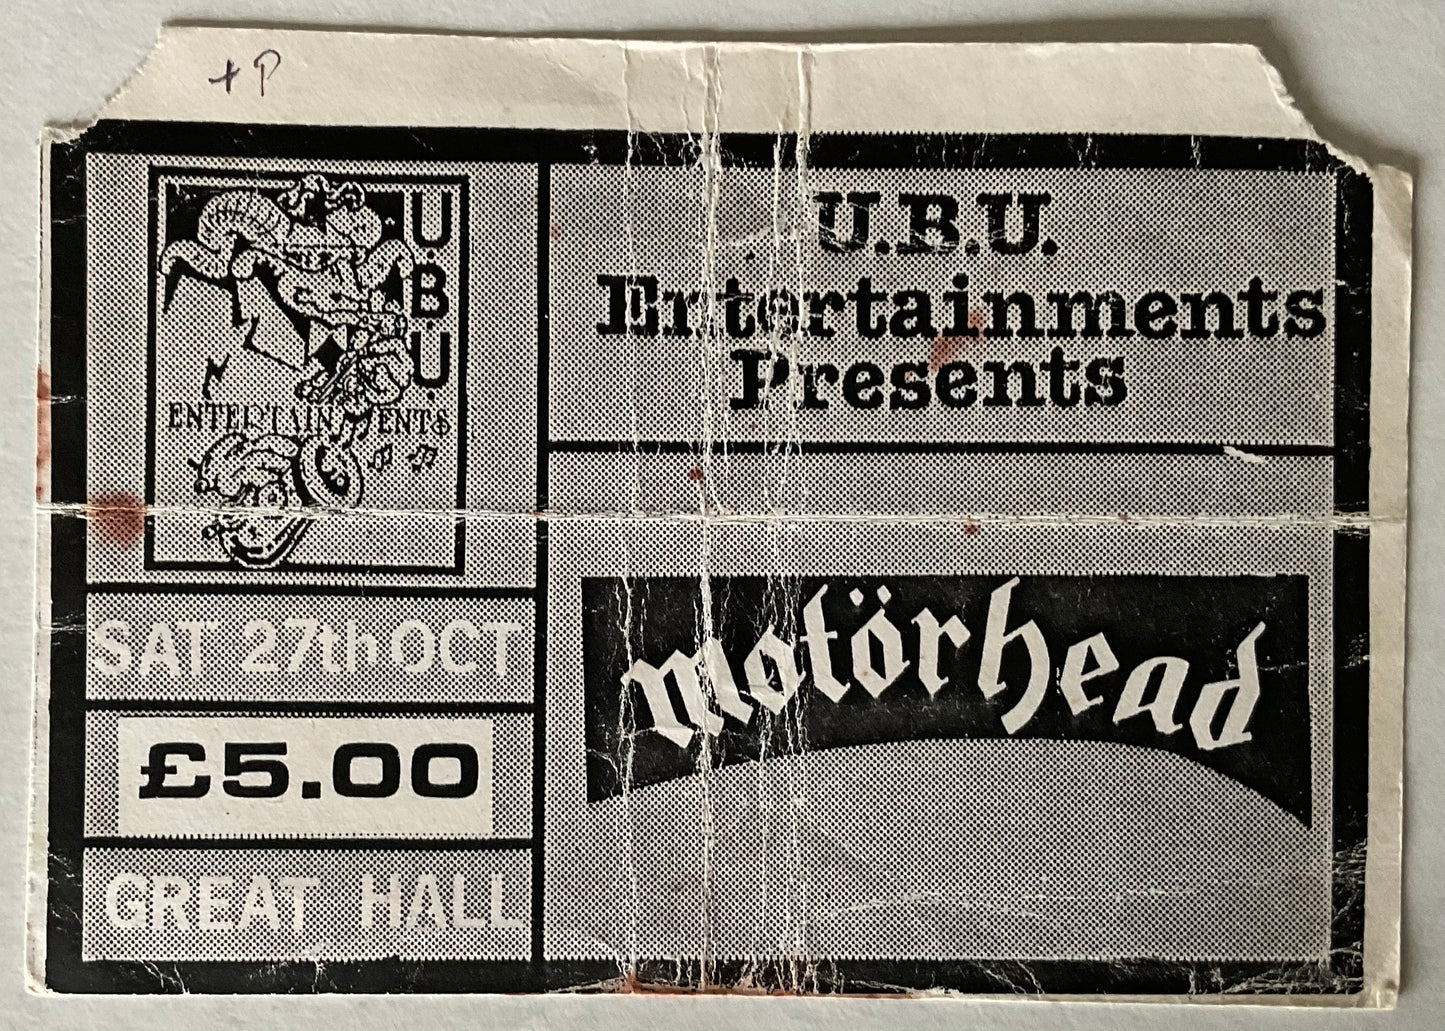 +P
U.B.U
ENTERTAINMENTS
SAT 27th OCT
£5.00
GREAT HALL
U.B.U.
Entertainments
Presents
motörhead